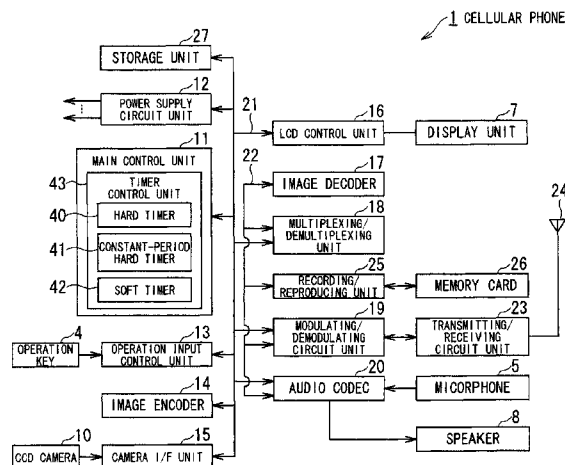 1 CELLULAR PHONE
27
STORAGE UNIT
12
POWER SUPPLY
CIRCUIT UNIT
21
16
LCD CONTROL UNIT
7
DISPLAY UNIT
11
MAIN CONTROL UNIT
43
TIMER
CONTROL UNIT
40
HARD TIMER
41
CONSTANT-PERIOD
HARD TIMER
42
SOFT TIMER
22
17
IMAGE DECODER
18
MULTIPLEXING/
DEMULTIPLEXING
UNIT
24
25
RECORDING/
REPRODUCING UNIT
26
MEMORY CARD
19
MODULATING/
DEMODULATING
CIRCUIT UNIT
23
TRANSMITTING/
RECEIVING
CIRCUIT UNIT
4
OPERATION
KEY
13
OPERATION INPUT
CONTROL UNIT
20
AUDIO CODEC
5
MICORPHONE
14
IMAGE ENCODER
8
SPEAKER
10
CCD CAMERA
15
CAMERA I/F UNIT